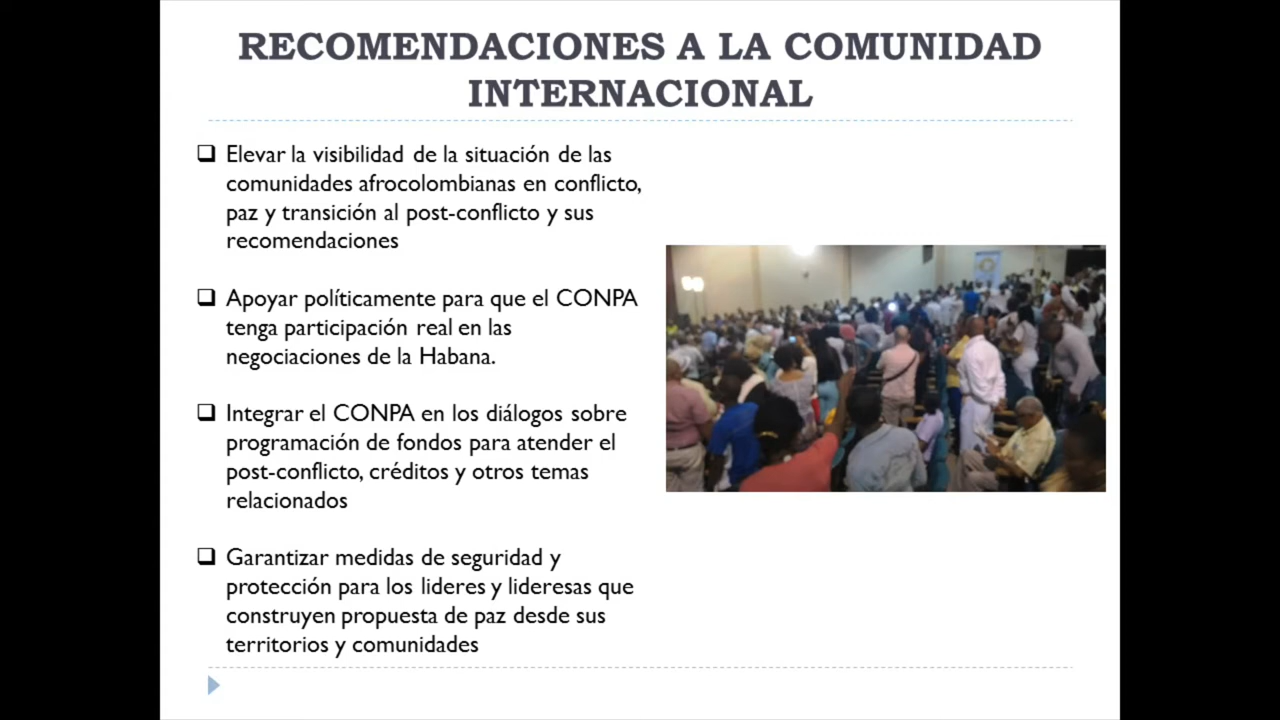 RECOMENDACIONES A LA COMUNIDAD
INTERNACIONAL
Elevar la visibilidad de la situación de las
comunidades afrocolombianas en conflicto,
paz y transición al post-conflicto y sus
recomendaciones
Apoyar políticamente para que el CONPA
tenga participación real en las
negociaciones de la Habana.
Integrar el CONPA en los diálogos sobre
programación de fondos para atender el
post-conflicto, créditos y otros temas
relacionados
Garantizar medidas de seguridad y
protección para los lideres y lideresas que
construyen propuesta de paz desde sus
territorios y comunidades